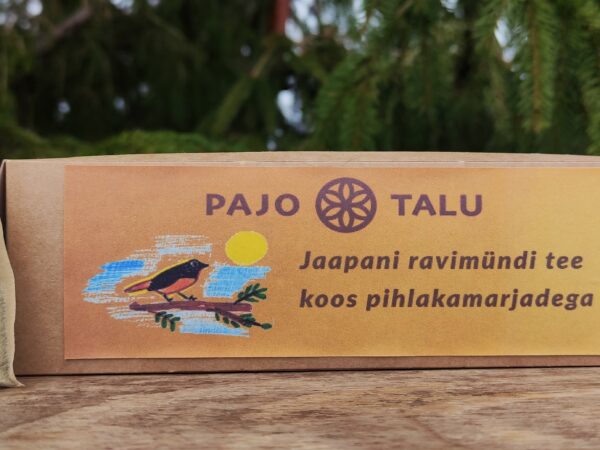 PAJO TALU
Jaapani ravimündi tee
koos pihlakamarjadega